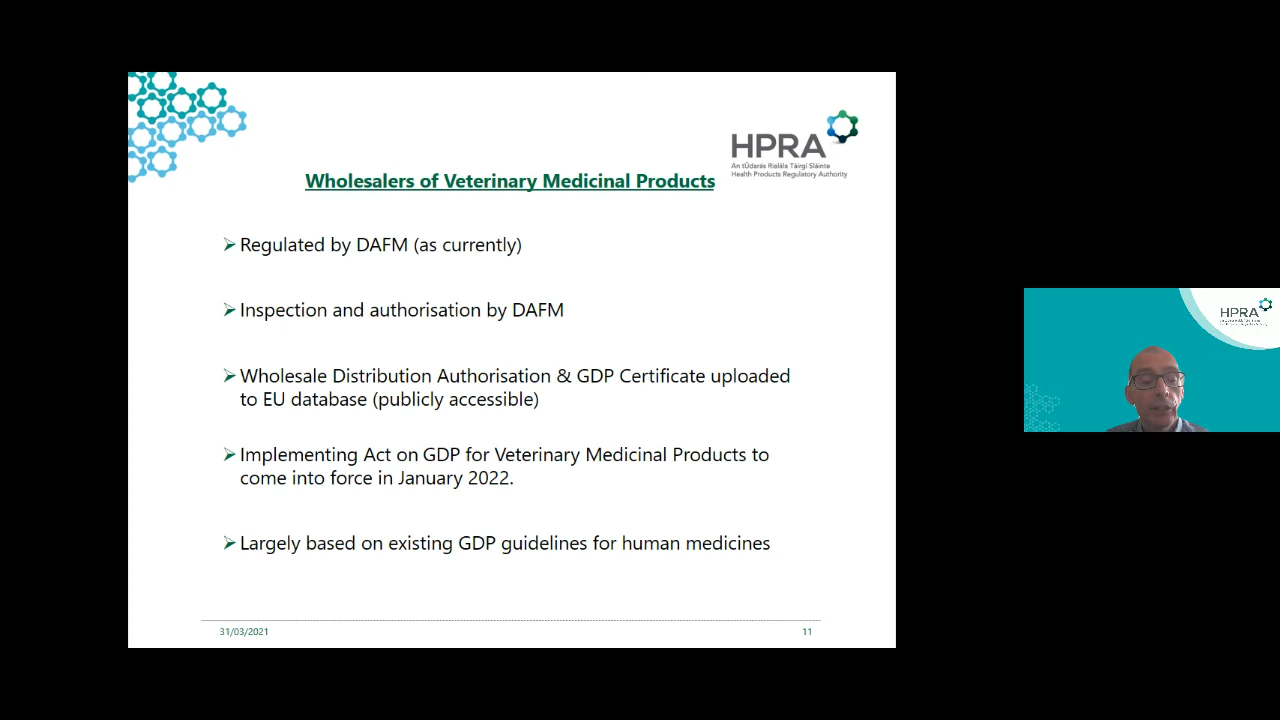 HPRA
An tÚdarás Rialála Táirgí Sláinte
Health Products Regulatory Authority
Wholesalers of Veterinary Medicinal Products
Regulated by DAFM (as currently)
Inspection and authorisation by DAFM
Wholesale Distribution Authorisation & GDP Certificate uploaded
to EU database (publicly accessible)
Implementing Act on GDP for Veterinary Medicinal Products to
come into force in January 2022.
Largely based on existing GDP guidelines for human medicines
31/03/2021
11
HPRA